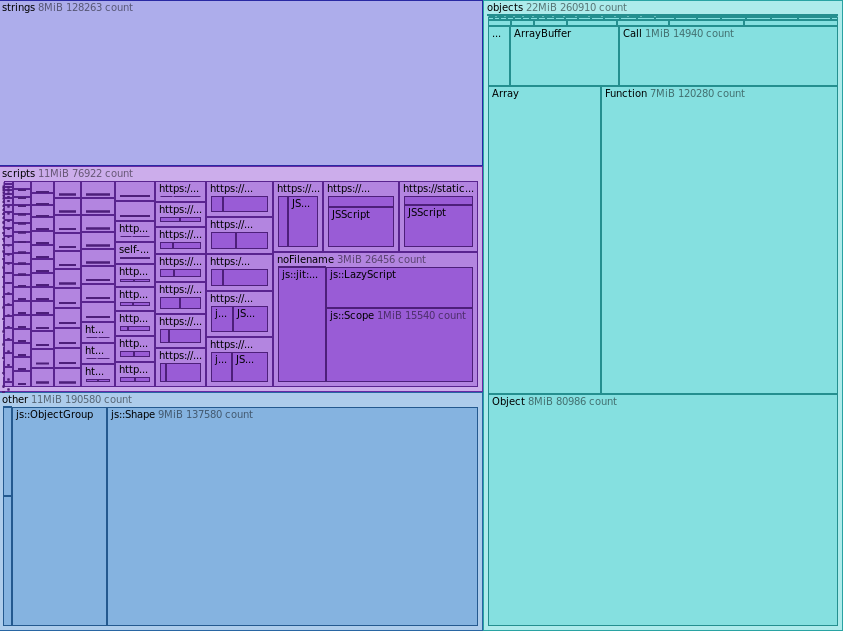 strings 8MiB 128263 count
objects 22MiB 260910 count
...
ArrayBuffer
Call 1MiB 14940 count
Array
Function 7MiB 120280 count
Object 8MiB 80986 count
scripts 11MiB 76922 count
https:/...
https://...
https://...
https://...
https://static...
https://...
JS...
JSScript
JSScript
http...
https://...
https://...
self-...
https://...
noFilename 3MiB 26456 count
http...
https:/...
js::jit:...
js::LazyScript
http...
https://...
https://...
j...
JS...
js::Scope 1MiB 15540 count
http...
https://...
ht...
http...
https://...
https://...
ht...
j...
JS...
ht...
http...
other 11MiB 190580 count
js::ObjectGroup
js::Shape 9MiB 137580 count